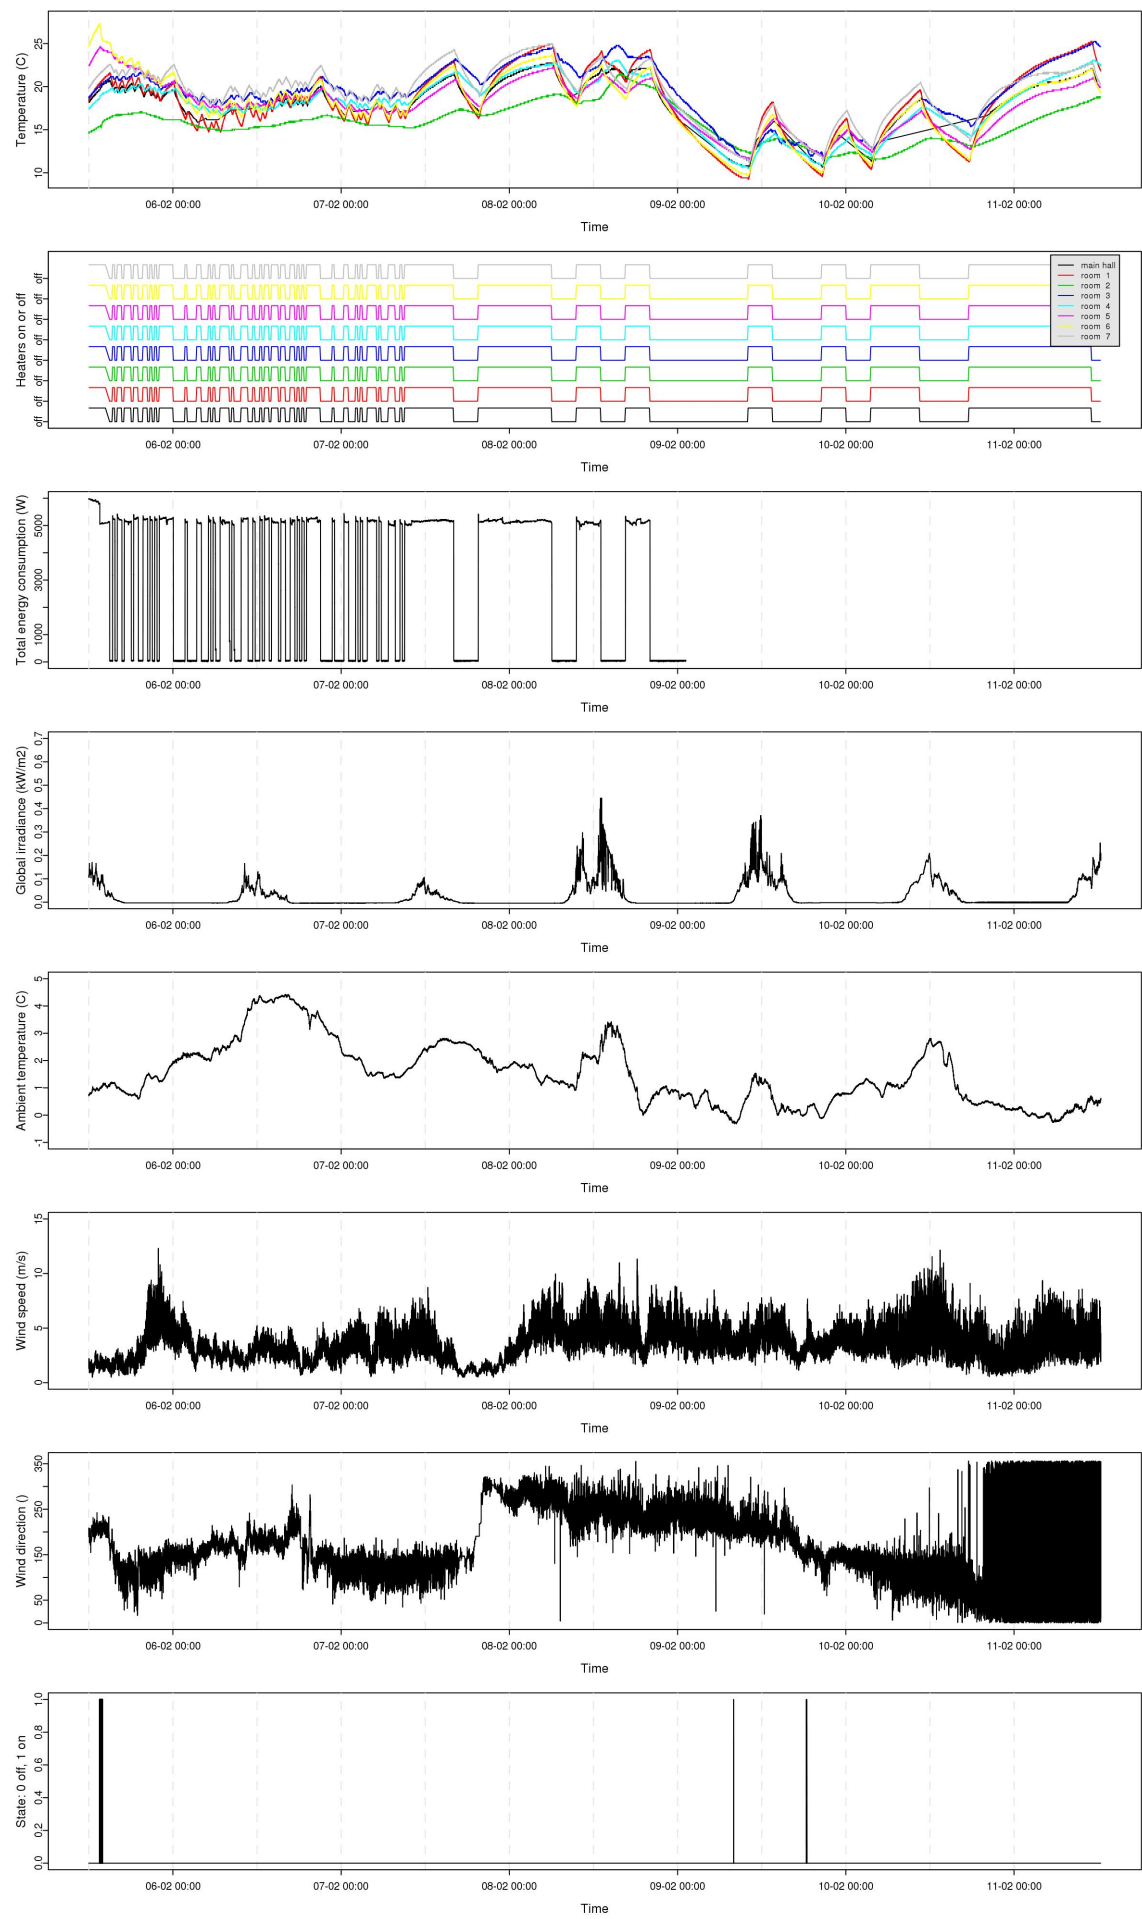 Temperature (C)
25
20
15
10
06-02 00:00 07-02 00:00 08-02 00:00 09-02 00:00 10-02 00:00 11-02 00:00
Time
Heaters on or off
off
off
off
off
off
off
off
off
main hall
room 1
room 2
room 3
room 4
room 5
room 6
room 7
06-02 00:00 07-02 00:00 08-02 00:00 09-02 00:00 10-02 00:00 11-02 00:00
Time
Total energy consumption (W)
5000
3000
1000
0
06-02 00:00 07-02 00:00 08-02 00:00 09-02 00:00 10-02 00:00 11-02 00:00
Time
Global irradiance (kW/m2)
0.7
0.6
0.5
0.4
0.3
0.2
0.1
0.0
06-02 00:00 07-02 00:00 08-02 00:00 09-02 00:00 10-02 00:00 11-02 00:00
Time
Ambient temperature (C)
5
4
3
2
1
0
-1
06-02 00:00 07-02 00:00 08-02 00:00 09-02 00:00 10-02 00:00 11-02 00:00
Time
Wind speed (m/s)
15
10
5
0
06-02 00:00 07-02 00:00 08-02 00:00 09-02 00:00 10-02 00:00 11-02 00:00
Time
Wind direction ()
350
250
150
50
0
06-02 00:00 07-02 00:00 08-02 00:00 09-02 00:00 10-02 00:00 11-02 00:00
Time
State: 0 off, 1 on
1.0
0.8
0.6
0.4
0.2
0.0
06-02 00:00 07-02 00:00 08-02 00:00 09-02 00:00 10-02 00:00 11-02 00:00
Time